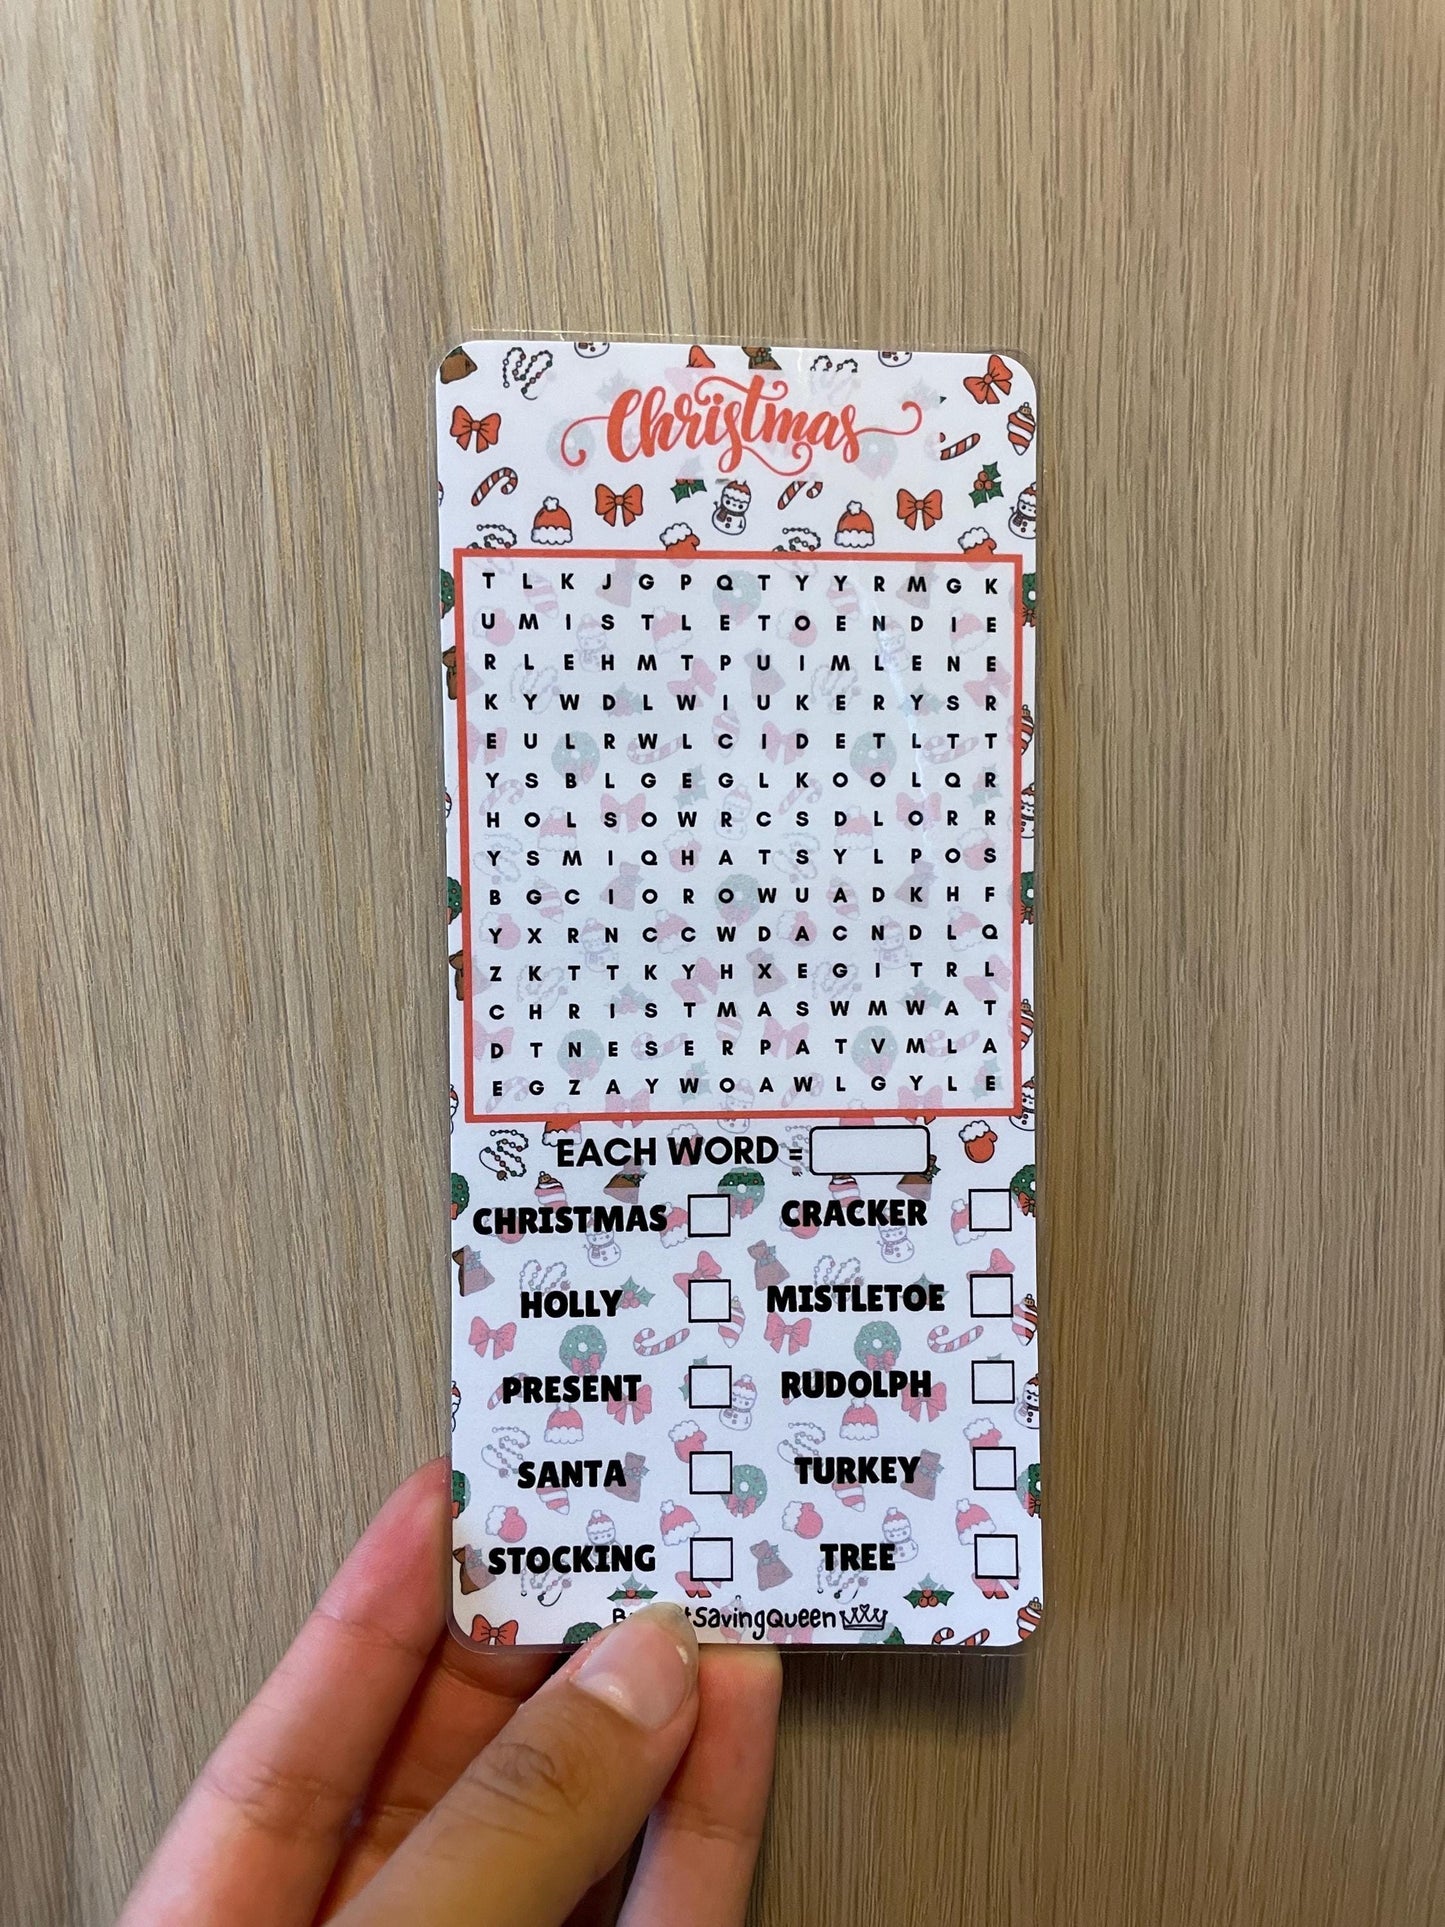 Christmas
T L K J G P Q T Y Y R M G K
U M I S T L E T O E N D I E
R L E H M T P U I M L E N E
K Y W D L W I U K E R Y S R
E U L R W L C I D E T L T T
Y S B L G E G L K O O L Q R
H O L S O W R C S D L O R R
Y S M I Q H A T S Y L P O S
B G C I O R O W U A D K H F
Y X R N C C W D A C N D L Q
Z K T T K Y H X E G I T R L
C H R I S T M A S W M W A T
D T N E S E R P A T V M L A
E G Z A Y W O A W L G Y L E
EACH WORD =
CHRISTMAS CRACKER
HOLLY MISTLETOE
PRESENT RUDOLPH
SANTA TURKEY
STOCKING TREE
SavingQueen